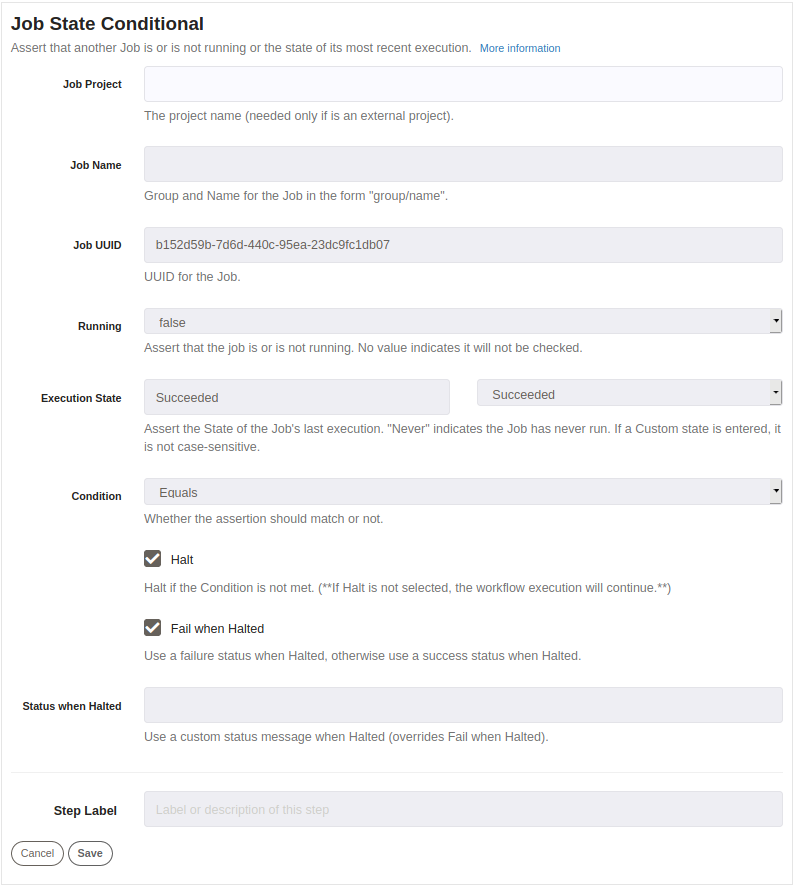 Job State Conditional
Assert that another Job is or is not running or the state of its most recent execution. More information
Job Project
The project name (needed only if is an external project).
Job Name
Group and Name for the Job in the form "group/name".
Job UUID b152d59b-7d6d-440c-95ea-23dc9fc1db07
UUID for the Job.
Running false
Assert that the job is or is not running. No value indicates it will not be checked.
Execution State Succeeded Succeeded
Assert the State of the Job's last execution. "Never" indicates the Job has never run. If a Custom state is entered, it
is not case-sensitive.
Condition Equals
Whether the assertion should match or not.
Halt
Halt if the Condition is not met. (**If Halt is not selected, the workflow execution will continue.**)
Fail when Halted
Use a failure status when Halted, otherwise use a success status when Halted.
Status when Halted
Use a custom status message when Halted (overrides Fail when Halted).
Step Label Label or description of this step
Cancel Save